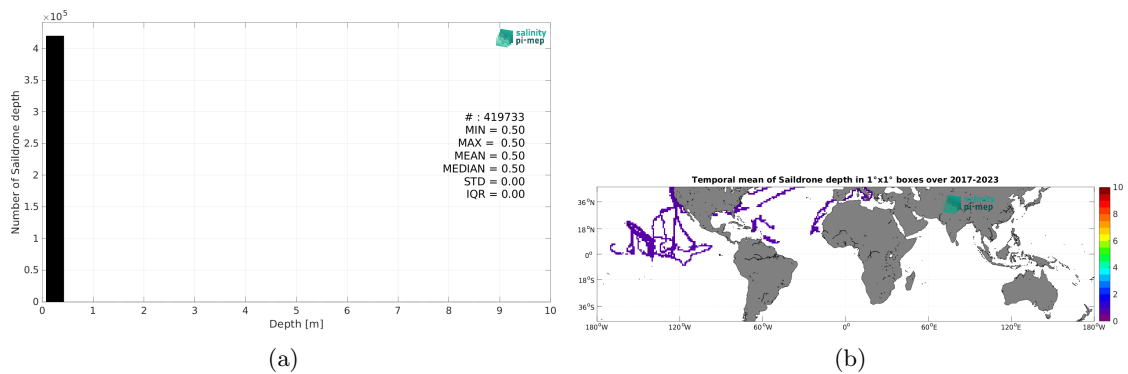 ×10⁵
4
3.5
3
2.5
2
1.5
1
0.5
0
Number of Saildrone depth
0 1 2 3 4 5 6 7 8 9 10
Depth [m]
salinity
pi-mep
# : 419733
MIN = 0.50
MAX = 0.50
MEAN = 0.50
MEDIAN = 0.50
STD = 0.00
IQR = 0.00
(a)
Temporal mean of Saildrone depth in 1°x1° boxes over 2017-2023
36°N
18°N
0°
18°S
36°S
180°W 120°W 60°W 0° 60°E 120°E 180°W
salinity
pi-mep
10
8
6
4
2
0
(b)